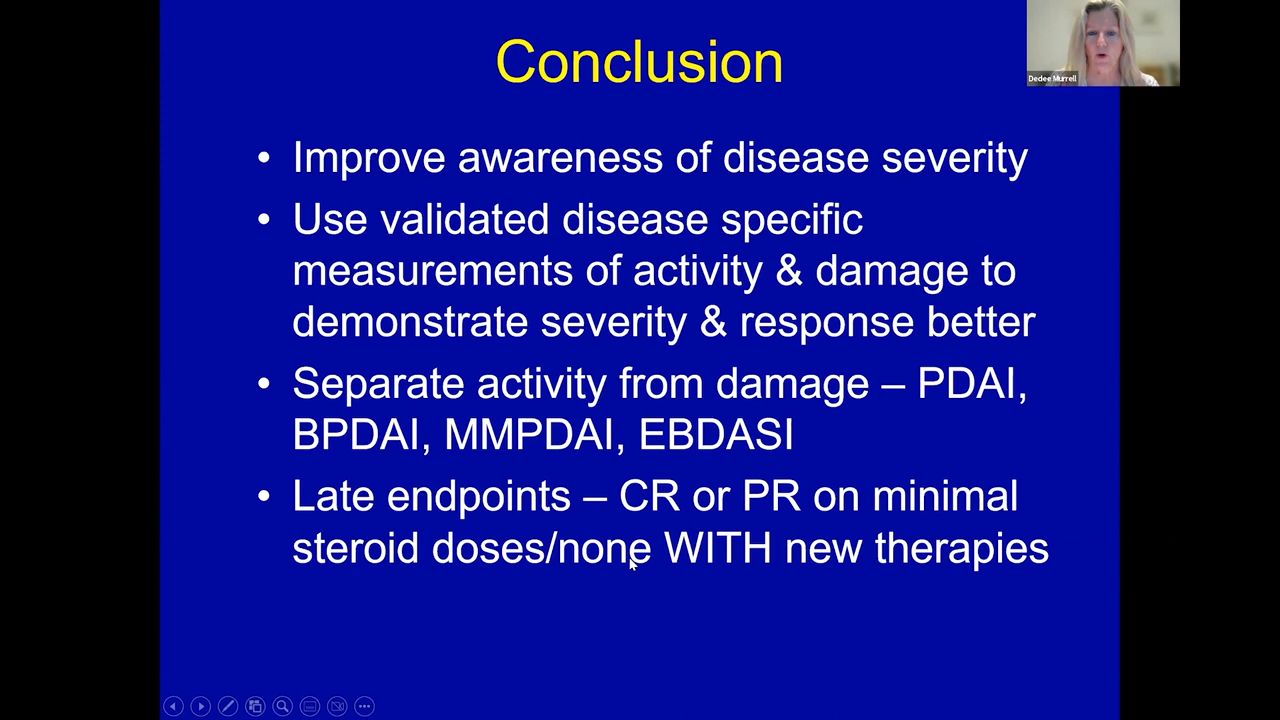 Conclusion
Dedee Murrell
• Improve awareness of disease severity
• Use validated disease specific
measurements of activity & damage to
demonstrate severity & response better
• Separate activity from damage – PDAI,
BPDAI, MMPDAI, EBDASI
• Late endpoints – CR or PR on minimal
steroid doses/none WITH new therapies